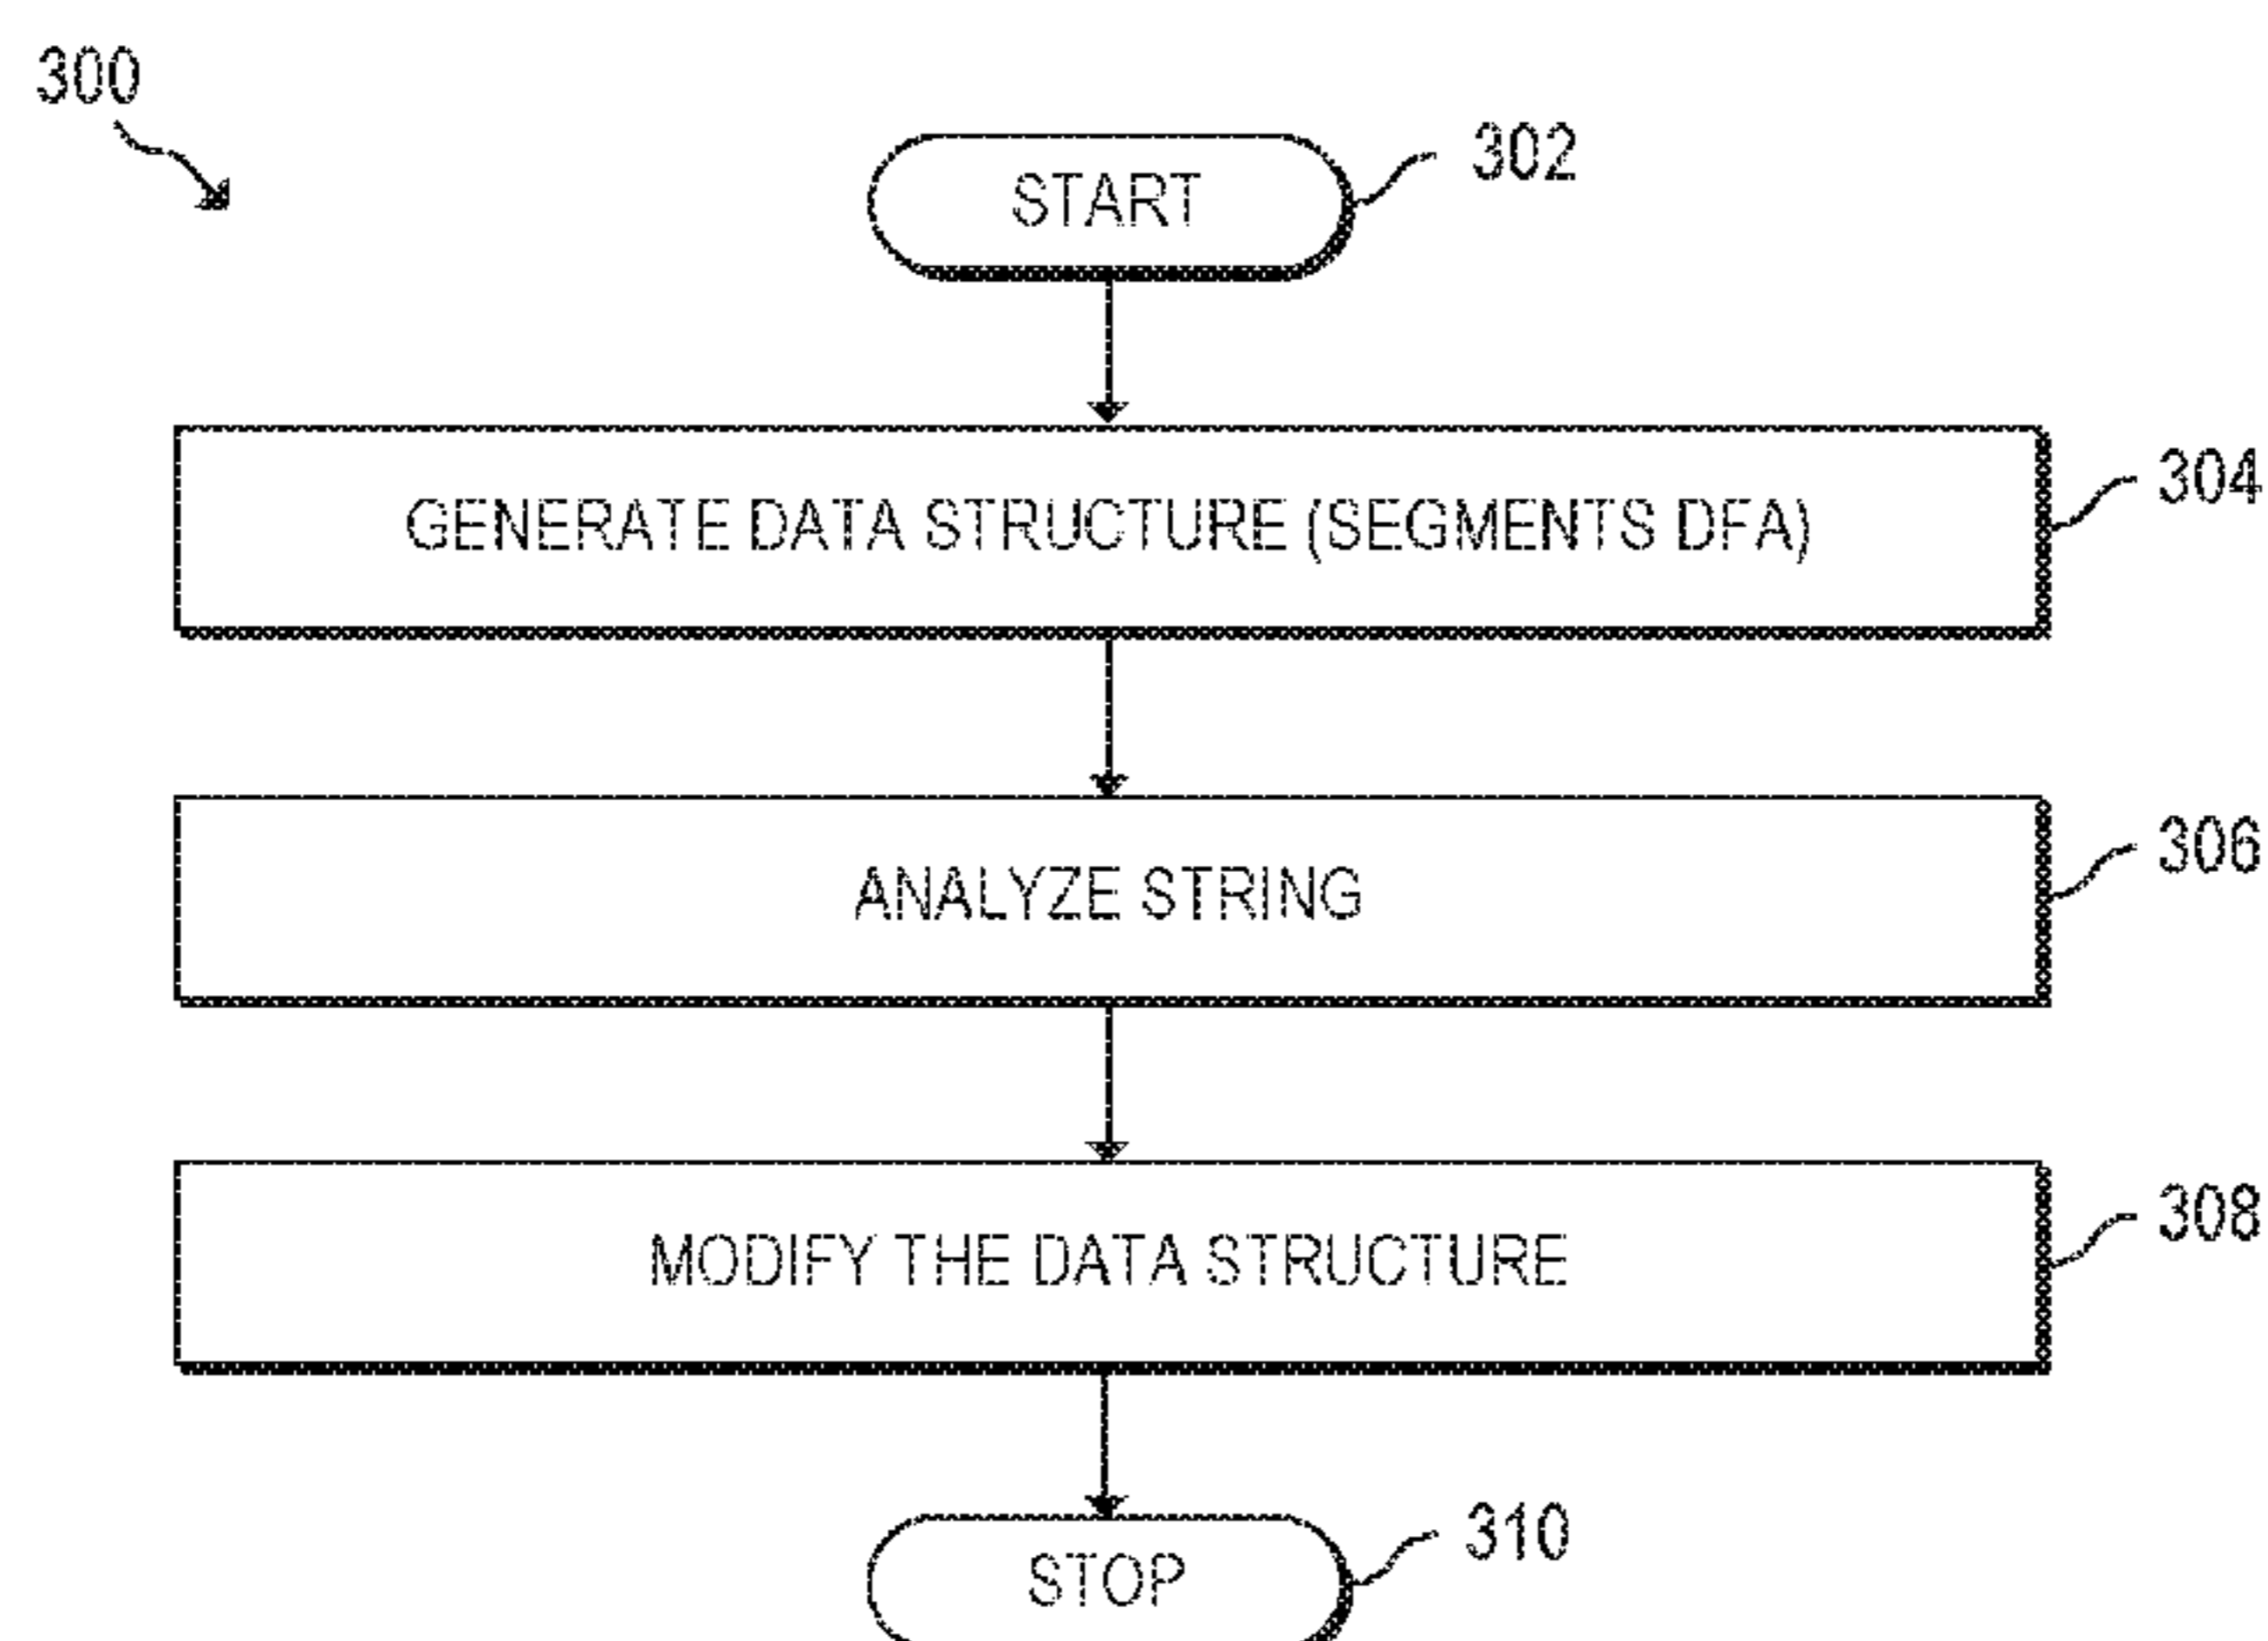 300
START
302
GENERATE DATA STRUCTURE (SEGMENTS DFA)
304
ANALYZE STRING
306
MODIFY THE DATA STRUCTURE
308
STOP
310